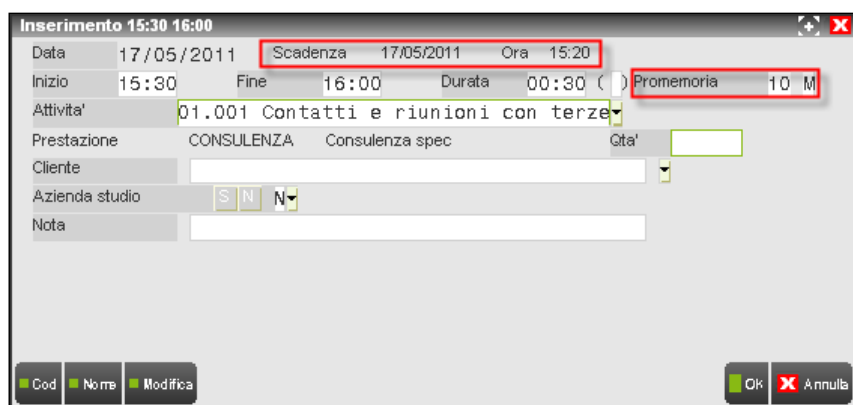 Inserimento 15:30 16:00
Data 17/05/2011 Scadenza 17/05/2011 Ora 15:20
Inizio 15:30 Fine 16:00 Durata 00:30 ( ) Promemoria 10 M
Attivita' 01.001 Contatti e riunioni con terze
Prestazione CONSULENZA Consulenza spec Qta'
Cliente
Azienda studio S N N
Nota
Cod Nome Modifica OK X Annulla